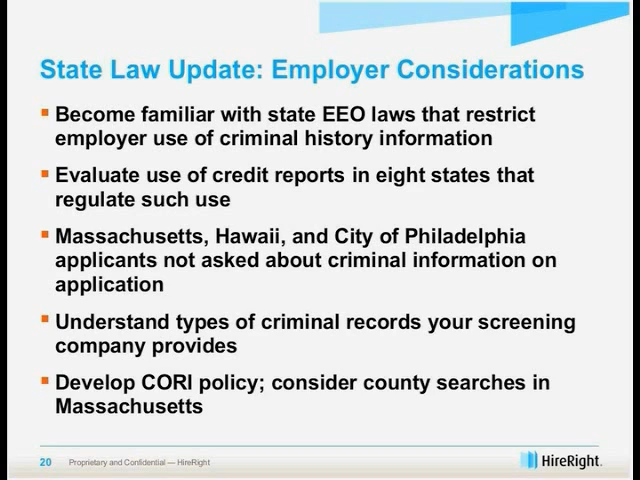 State Law Update: Employer Considerations
Become familiar with state EEO laws that restrict
employer use of criminal history information
Evaluate use of credit reports in eight states that
regulate such use
Massachusetts, Hawaii, and City of Philadelphia
applicants not asked about criminal information on
application
Understand types of criminal records your screening
company provides
Develop CORI policy; consider county searches in
Massachusetts
20 Proprietary and Confidential — HireRight
HireRight.